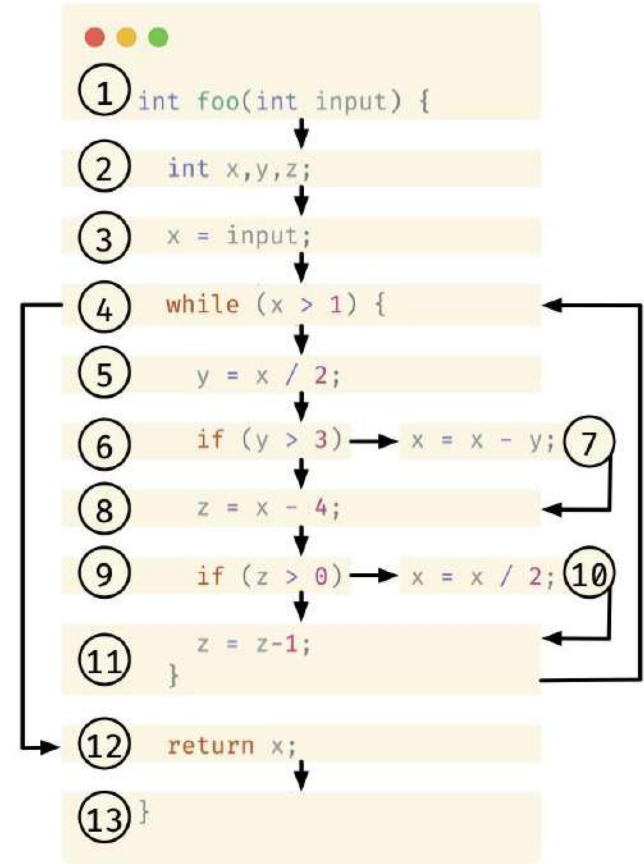 1 int foo(int input) {
2 int x,y,z;
3 x = input;
4 while (x > 1) {
5 y = x / 2;
6 if (y > 3) x = x - y; 7
8 z = x - 4;
9 if (z > 0) x = x / 2; 10
z = z-1;
11 }
12 return x;
13 }